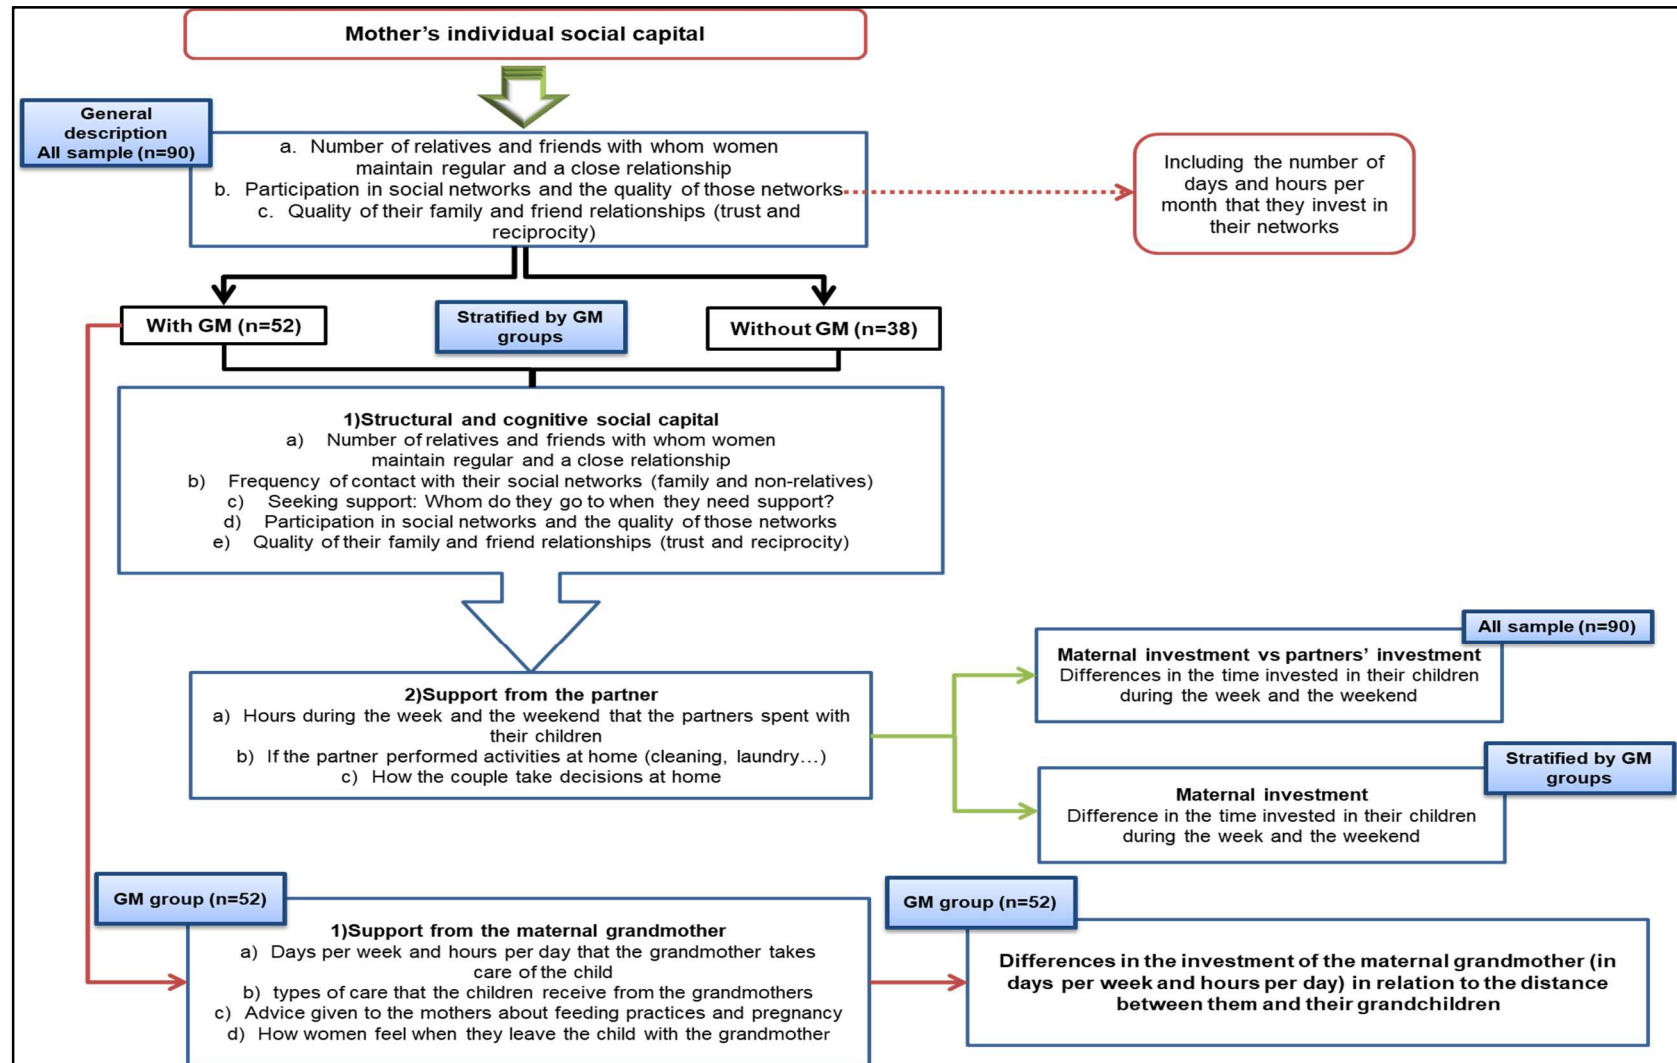 Mother's individual social capital
General
description
All sample (n=90)
a. Number of relatives and friends with whom women
maintain regular and a close relationship
b. Participation in social networks and the quality of those networks
c. Quality of their family and friend relationships (trust and
reciprocity)
Including the number of
days and hours per
month that they invest in
their networks
With GM (n=52)
Stratified by GM
groups
Without GM (n=38)
1)Structural and cognitive social capital
a) Number of relatives and friends with whom women
maintain regular and a close relationship
b) Frequency of contact with their social networks (family and non-relatives)
c) Seeking support: Whom do they go to when they need support?
d) Participation in social networks and the quality of those networks
e) Quality of their family and friend relationships (trust and reciprocity)
2)Support from the partner
a) Hours during the week and the weekend that the partners spent with
their children
b) If the partner performed activities at home (cleaning, laundry...)
c) How the couple take decisions at home
All sample (n=90)
Maternal investment vs partners' investment
Differences in the time invested in their children
during the week and the weekend
Stratified by GM
groups
Maternal investment
Difference in the time invested in their children
during the week and the weekend
GM group (n=52)
1)Support from the maternal grandmother
a) Days per week and hours per day that the grandmother takes
care of the child
b) types of care that the children receive from the grandmothers
c) Advice given to the mothers about feeding practices and pregnancy
d) How women feel when they leave the child with the grandmother
GM group (n=52)
Differences in the investment of the maternal grandmother (in
days per week and hours per day) in relation to the distance
between them and their grandchildren